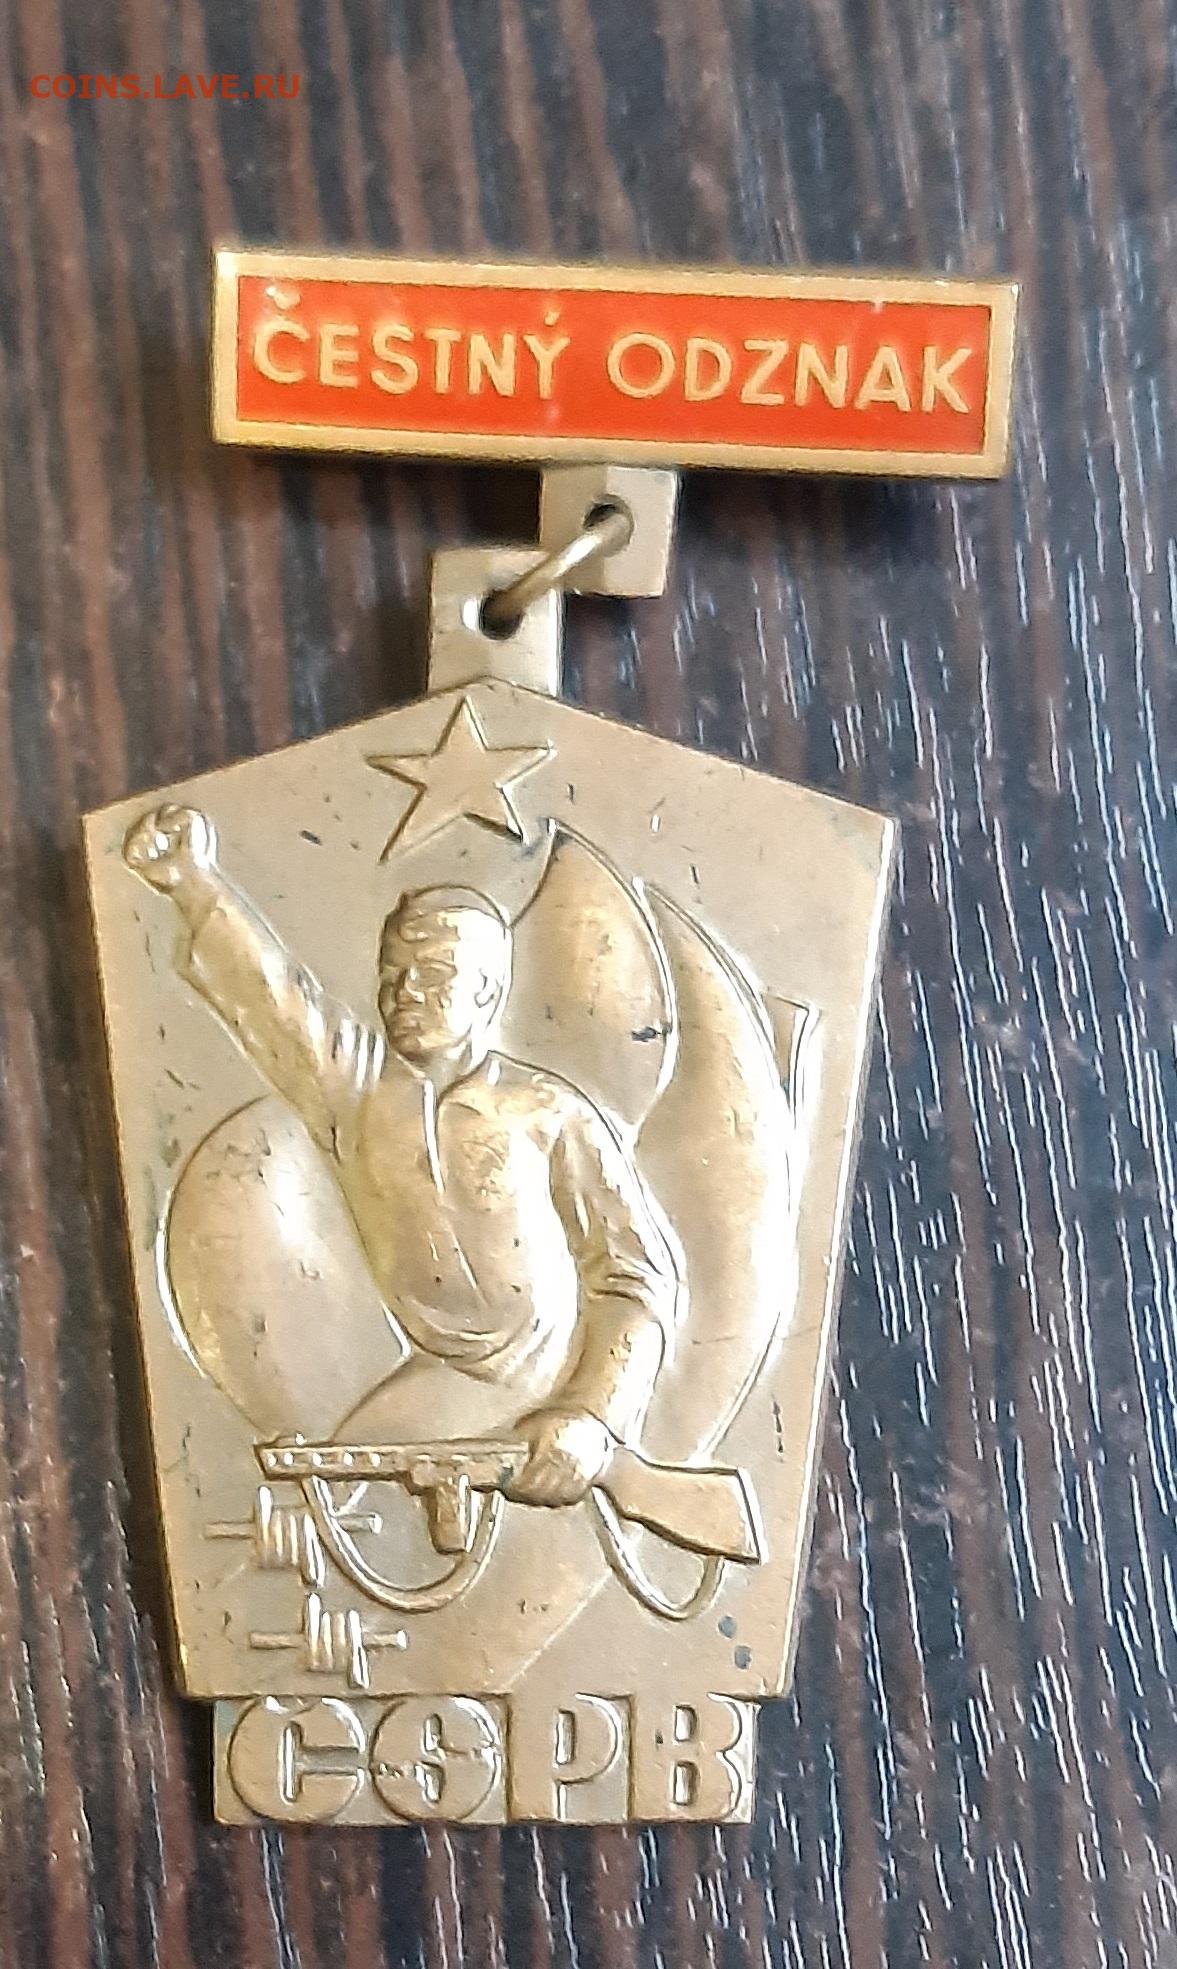 COINS.LAVE.RU
ČESTNÝ ODZNAK
ČSPB